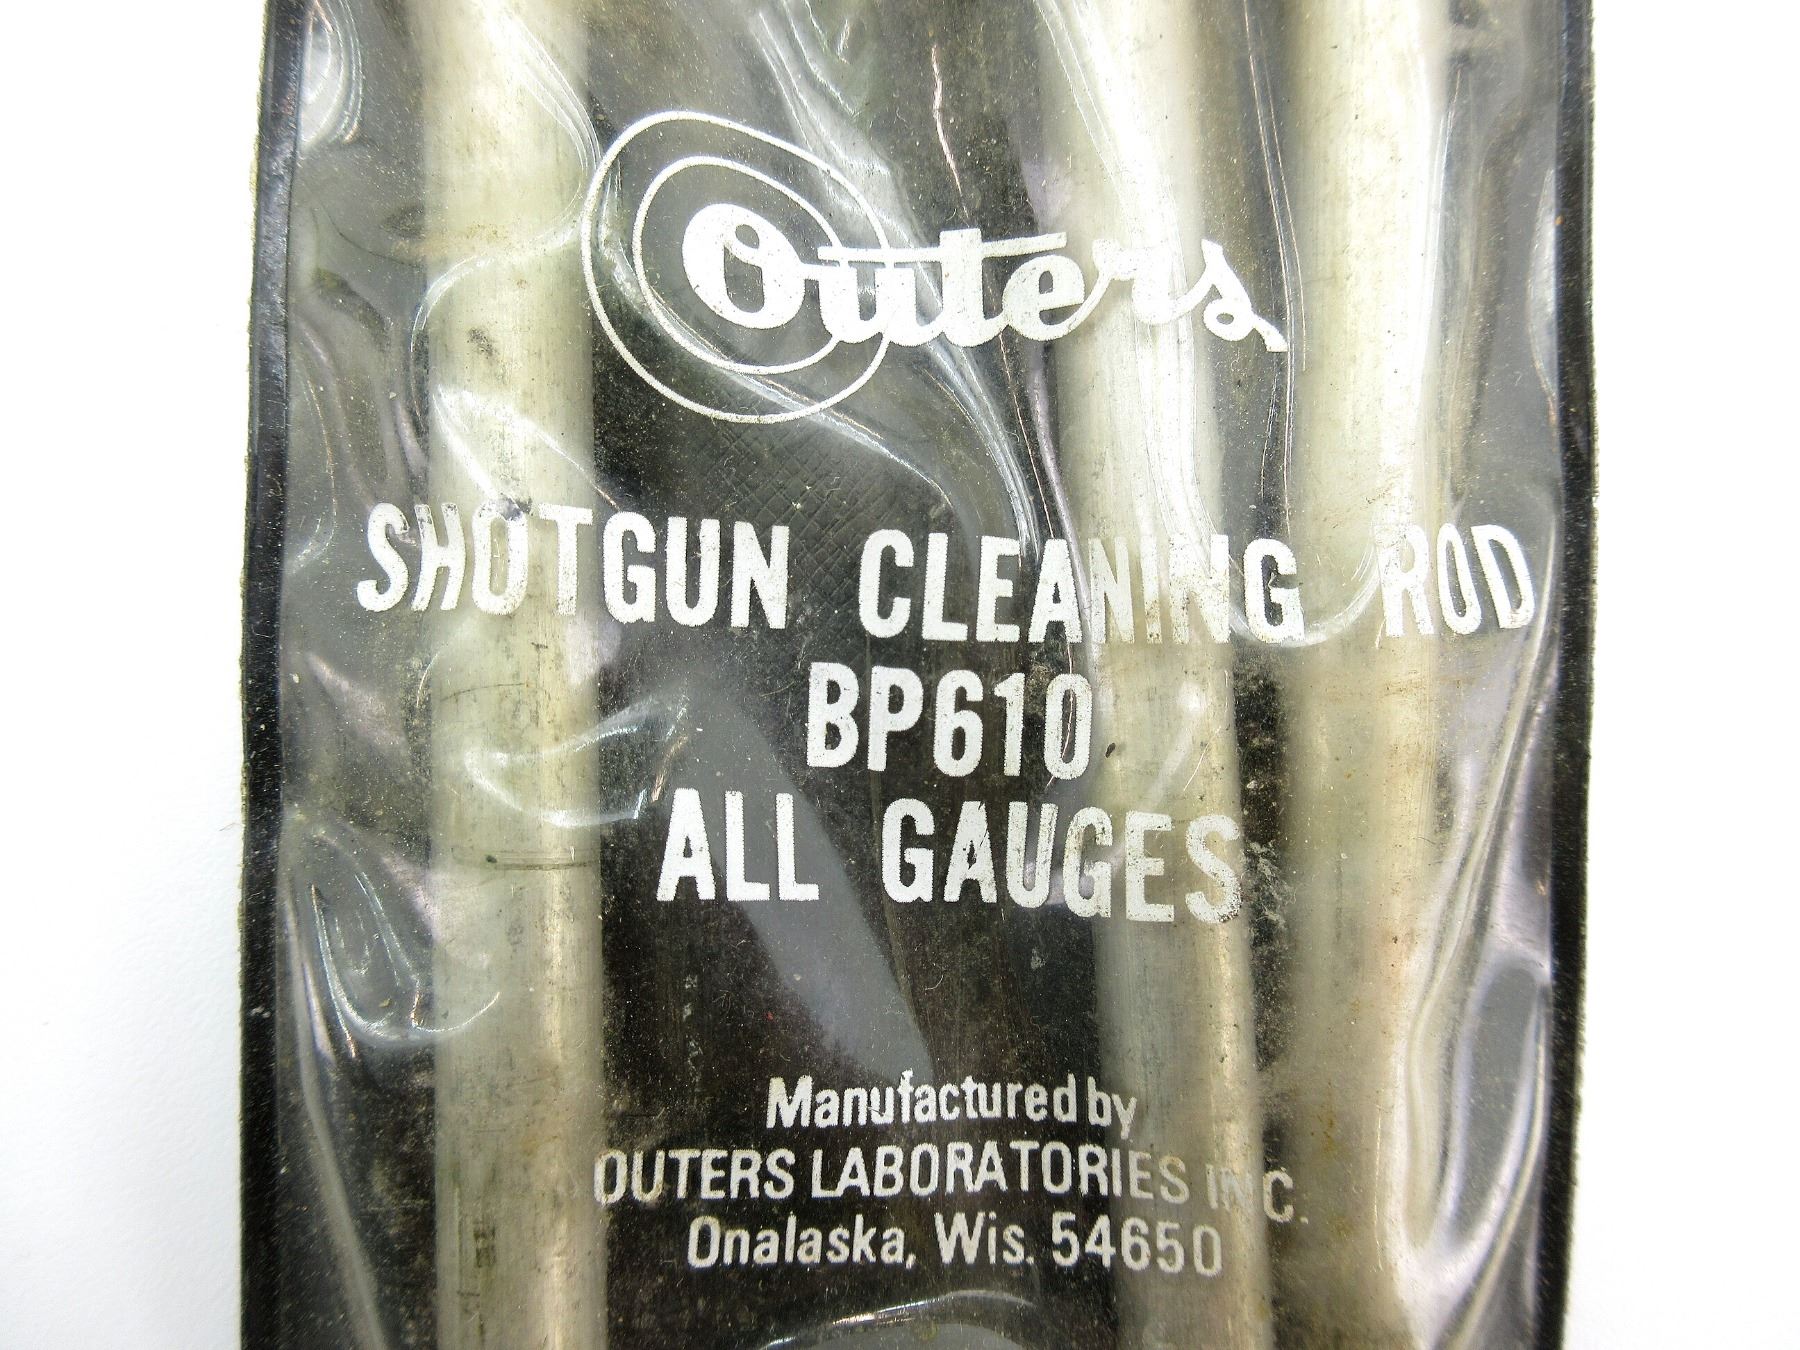 Outers
SHOTGUN CLEANING ROD
BP610
ALL GAUGES
Manufactured by
OUTERS LABORATORIES INC.
Onalaska, Wis. 54650